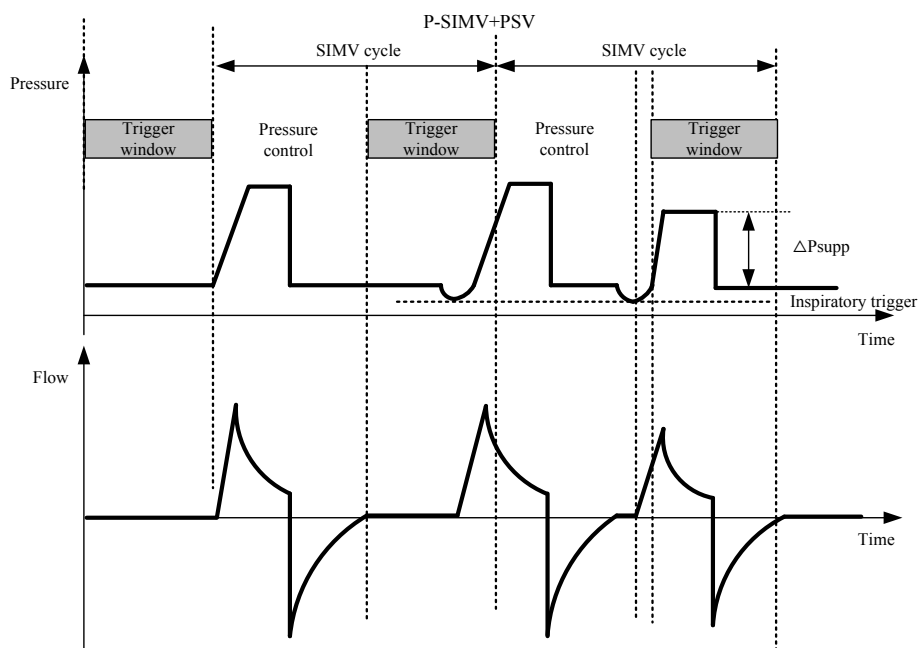 P-SIMV+PSV
SIMV cycle
SIMV cycle
Pressure
Trigger
window
Pressure
control
Trigger
window
Pressure
control
Trigger
window
△Psupp
Inspiratory trigger
Time
Flow
Time